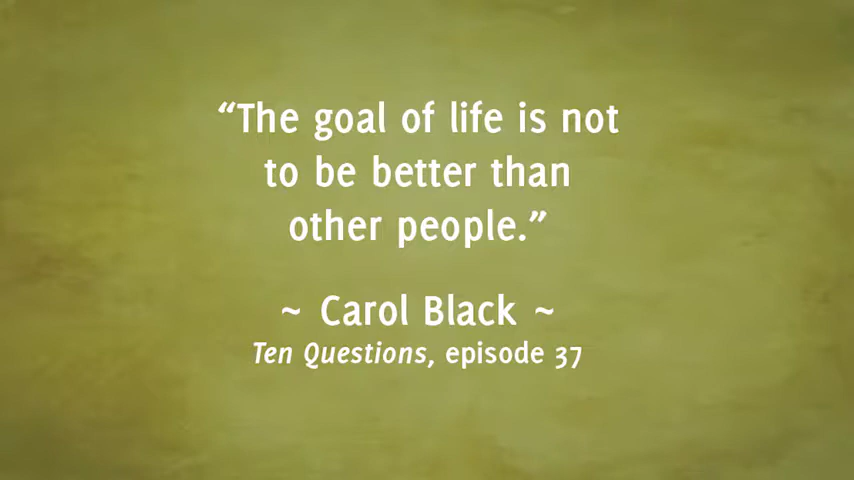 “The goal of life is not
to be better than
other people.”
~ Carol Black ~
Ten Questions, episode 37